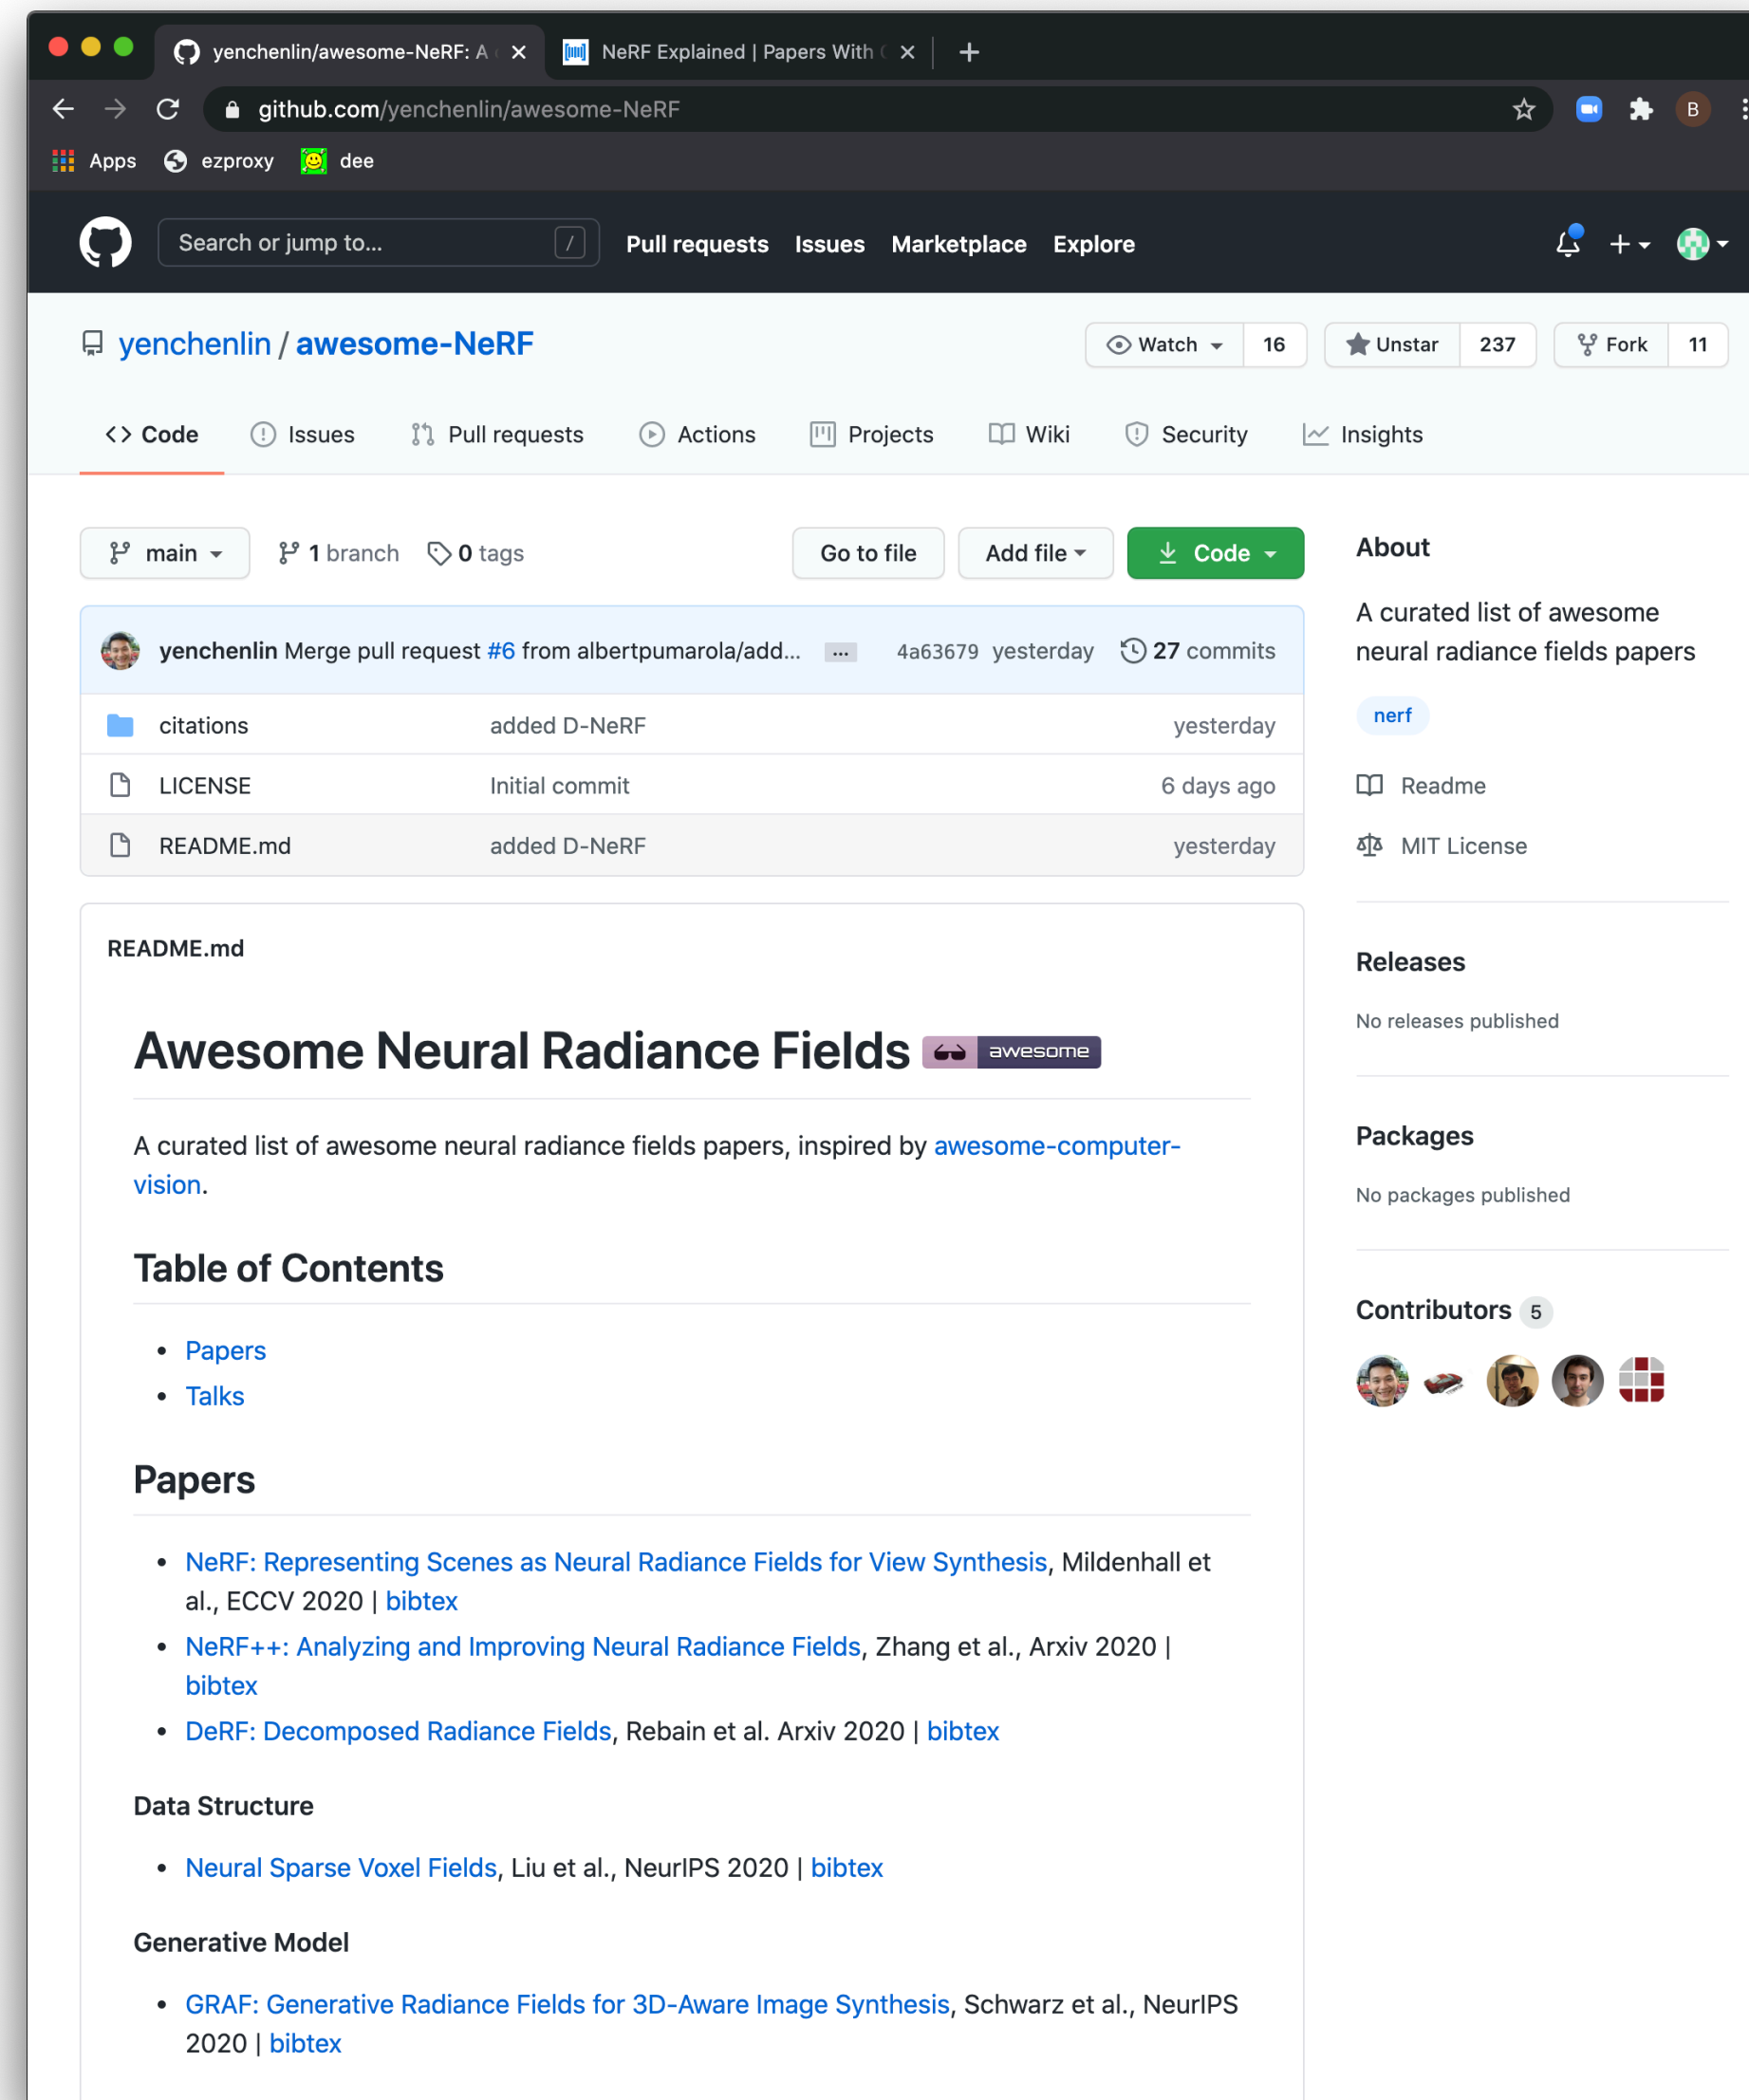 yenchenlin/awesome-NeRF: A
NeRF Explained | Papers With
github.com/yenchenlin/awesome-NeRF
B
Apps ezproxy dee
Search or jump to... /
Pull requests Issues Marketplace Explore
yenchenlin / awesome-NeRF
Watch 16 Unstar 237 Fork 11
Code Issues Pull requests Actions Projects Wiki Security Insights
main 1 branch 0 tags Go to file Add file Code
yenchenlin Merge pull request #6 from albertpumarola/add... ... 4a63679 yesterday 27 commits
citations added D-NeRF yesterday
LICENSE Initial commit 6 days ago
README.md added D-NeRF yesterday
README.md
Awesome Neural Radiance Fields awesome
A curated list of awesome neural radiance fields papers, inspired by awesome-computer-
vision.
Table of Contents
• Papers
• Talks
Papers
• NeRF: Representing Scenes as Neural Radiance Fields for View Synthesis, Mildenhall et
al., ECCV 2020 | bibtex
• NeRF++: Analyzing and Improving Neural Radiance Fields, Zhang et al., Arxiv 2020 |
bibtex
• DeRF: Decomposed Radiance Fields, Rebain et al. Arxiv 2020 | bibtex
Data Structure
• Neural Sparse Voxel Fields, Liu et al., NeurIPS 2020 | bibtex
Generative Model
• GRAF: Generative Radiance Fields for 3D-Aware Image Synthesis, Schwarz et al., NeurIPS
2020 | bibtex
About
A curated list of awesome
neural radiance fields papers
nerf
Readme
MIT License
Releases
No releases published
Packages
No packages published
Contributors 5